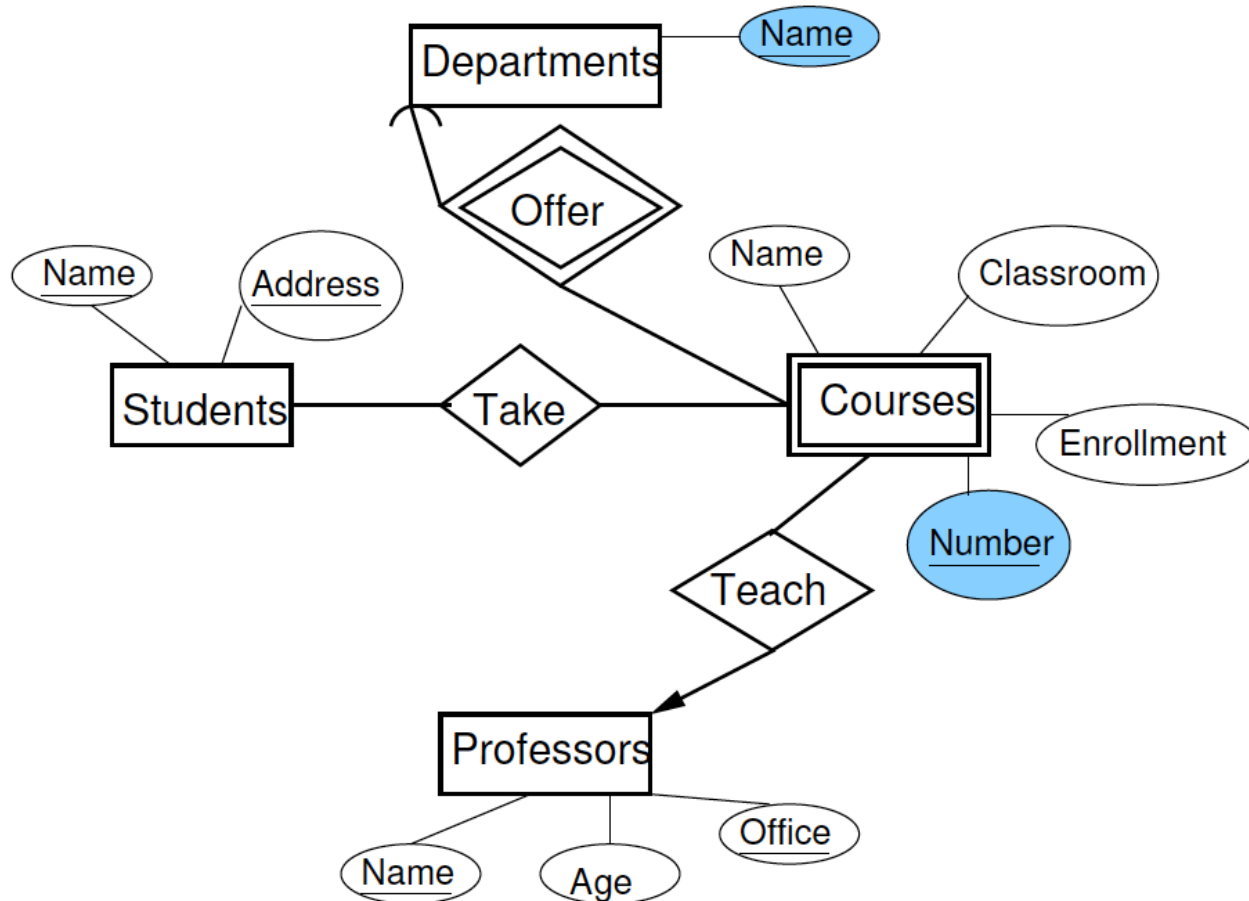 Name
Departments
Offer
Name
Address
Name
Classroom
Students
Take
Courses
Enrollment
Number
Teach
Professors
Office
Name
Age